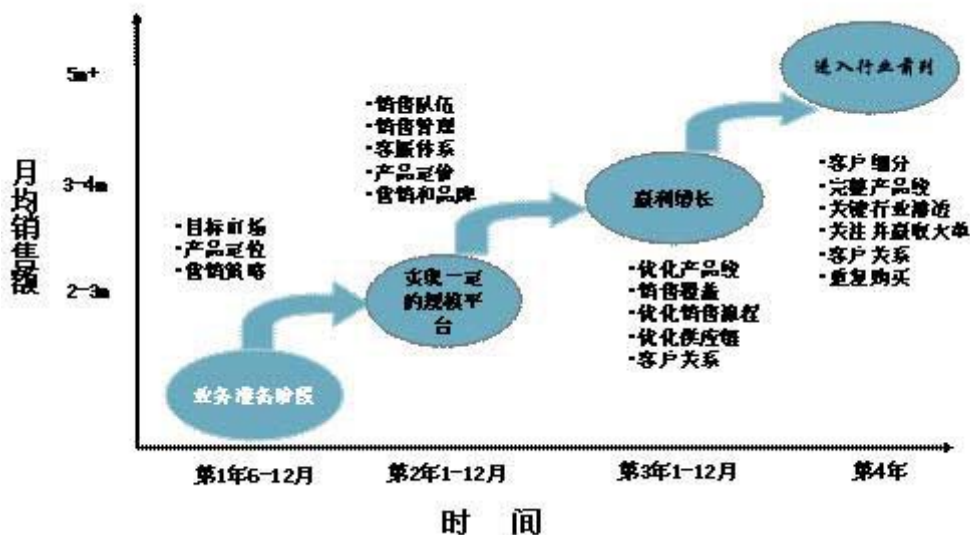 月均销售额
5m+
3-4m
2-3m
业务准备阶段
·目标市场
·产品定位
·营销策略
实现一定
的规模平
台
·销售队伍
·销售管理
·客服体系
·产品定价
·营销和品牌
赢利增长
·优化产品线
·销售覆盖
·优化销售流程
·优化供应链
·客户关系
进入行业前列
·客户细分
·完整产品线
·关键行业渗透
·关注并赢取大单
·客户关系
·重复购买
第1年6-12月
第2年1-12月
第3年1-12月
第4年
时 间